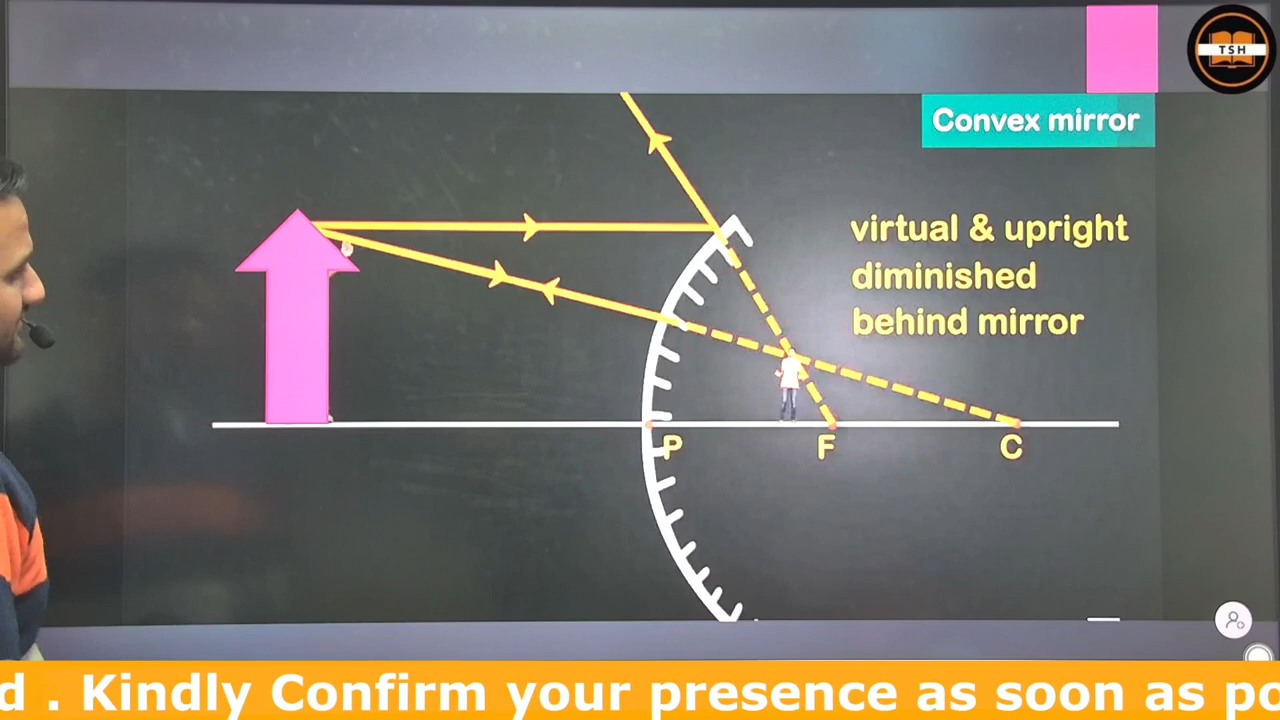 TSH
Convex mirror
virtual & upright
diminished
behind mirror
P
F
C
d . Kindly Confirm your presence as soon as po